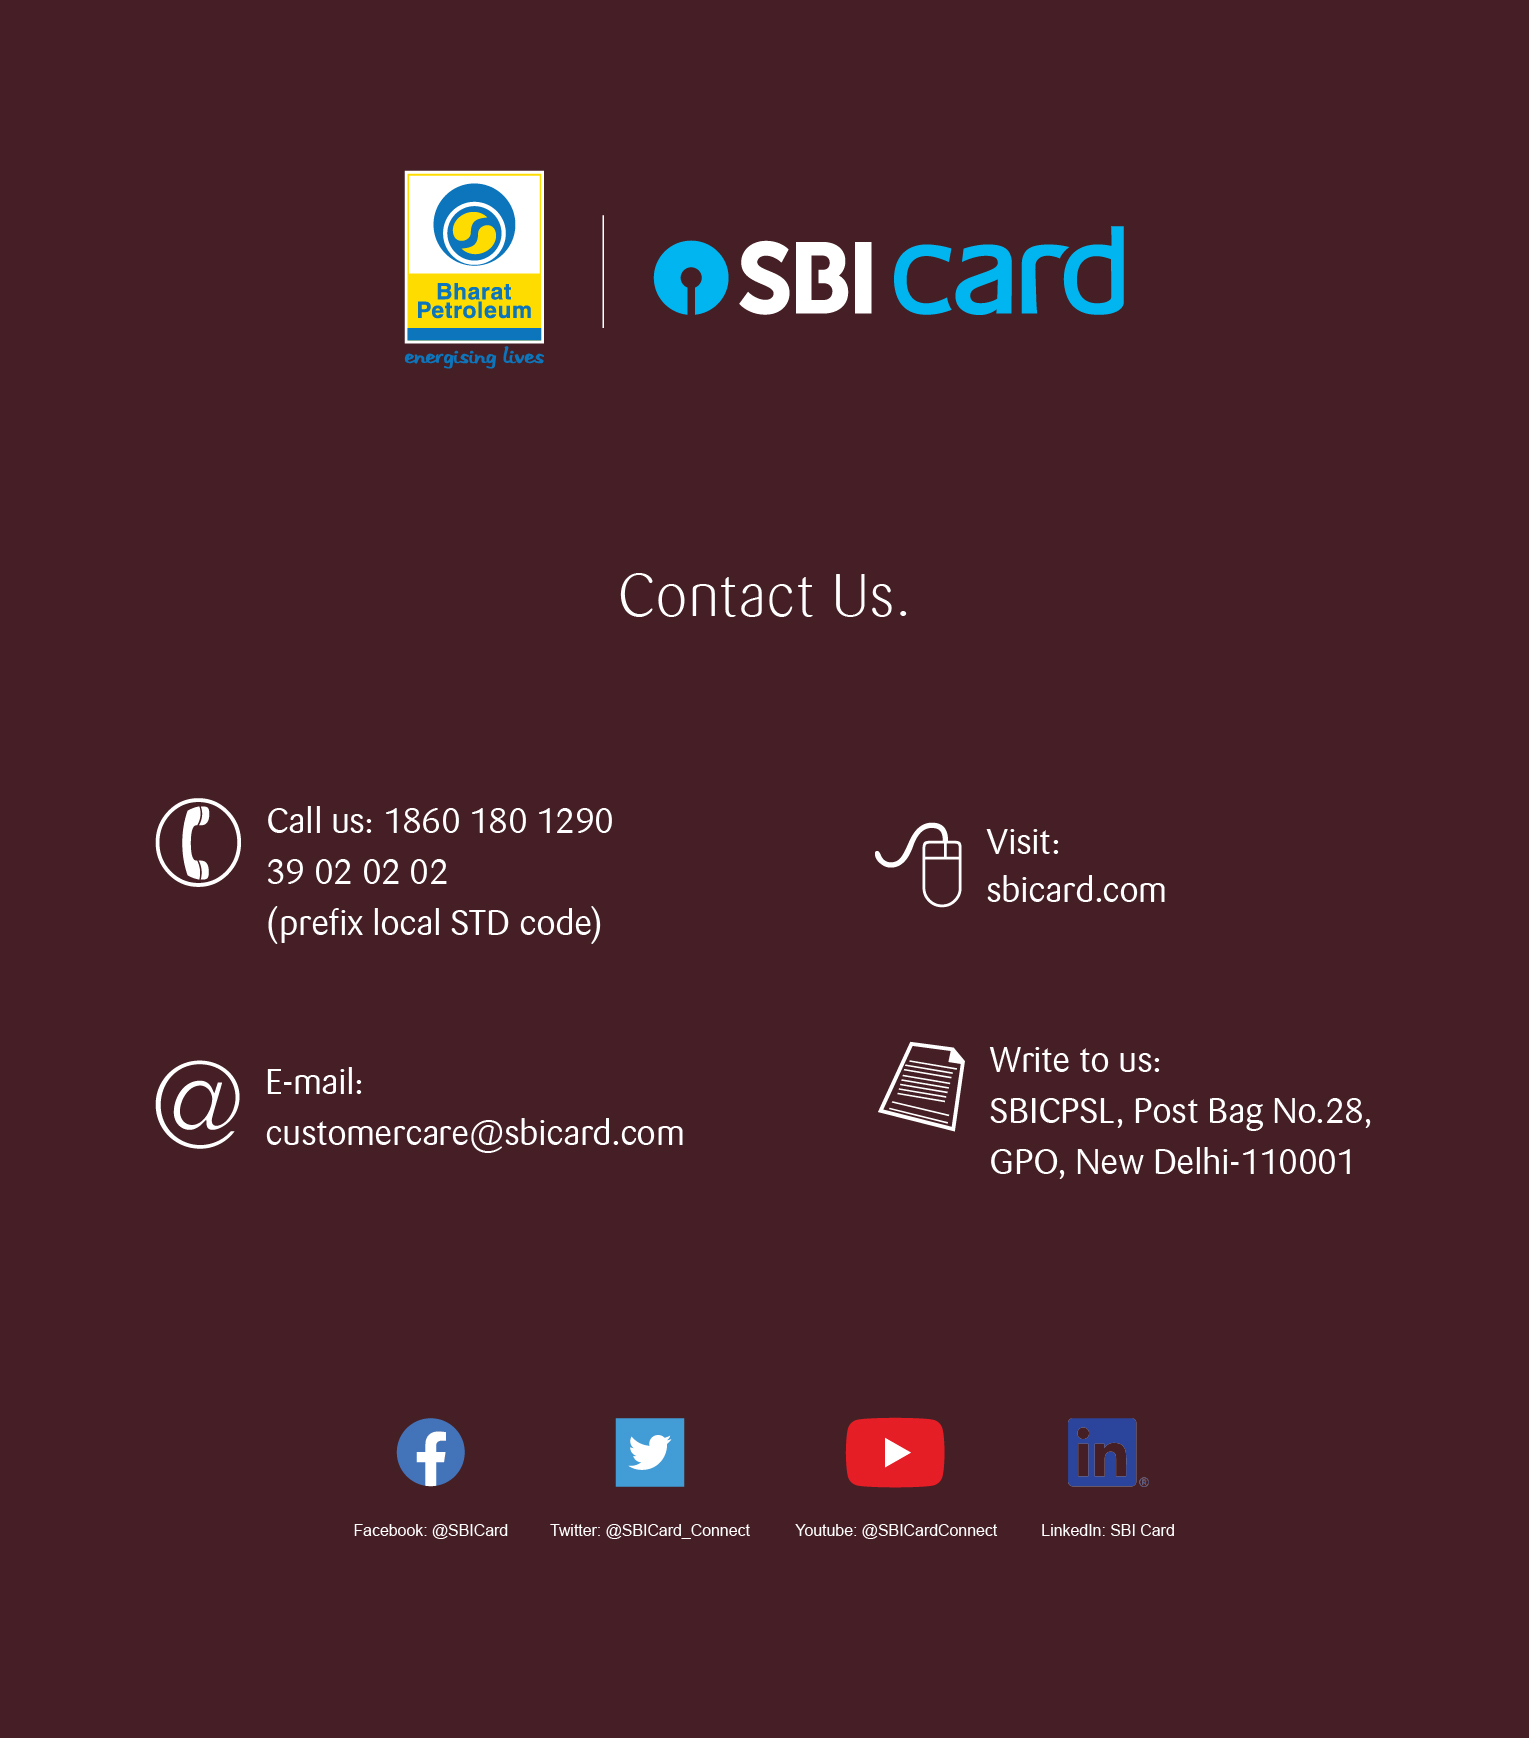 Bharat
Petroleum
energising lives
SBI card
Contact Us.
Call us: 1860 180 1290
39 02 02 02
(prefix local STD code)
Visit:
sbicard.com
E-mail:
customercare@sbicard.com
Write to us:
SBICPSL, Post Bag No.28,
GPO, New Delhi-110001
in®
Facebook: @SBICard
Twitter: @SBICard_Connect
Youtube: @SBICardConnect
LinkedIn: SBI Card